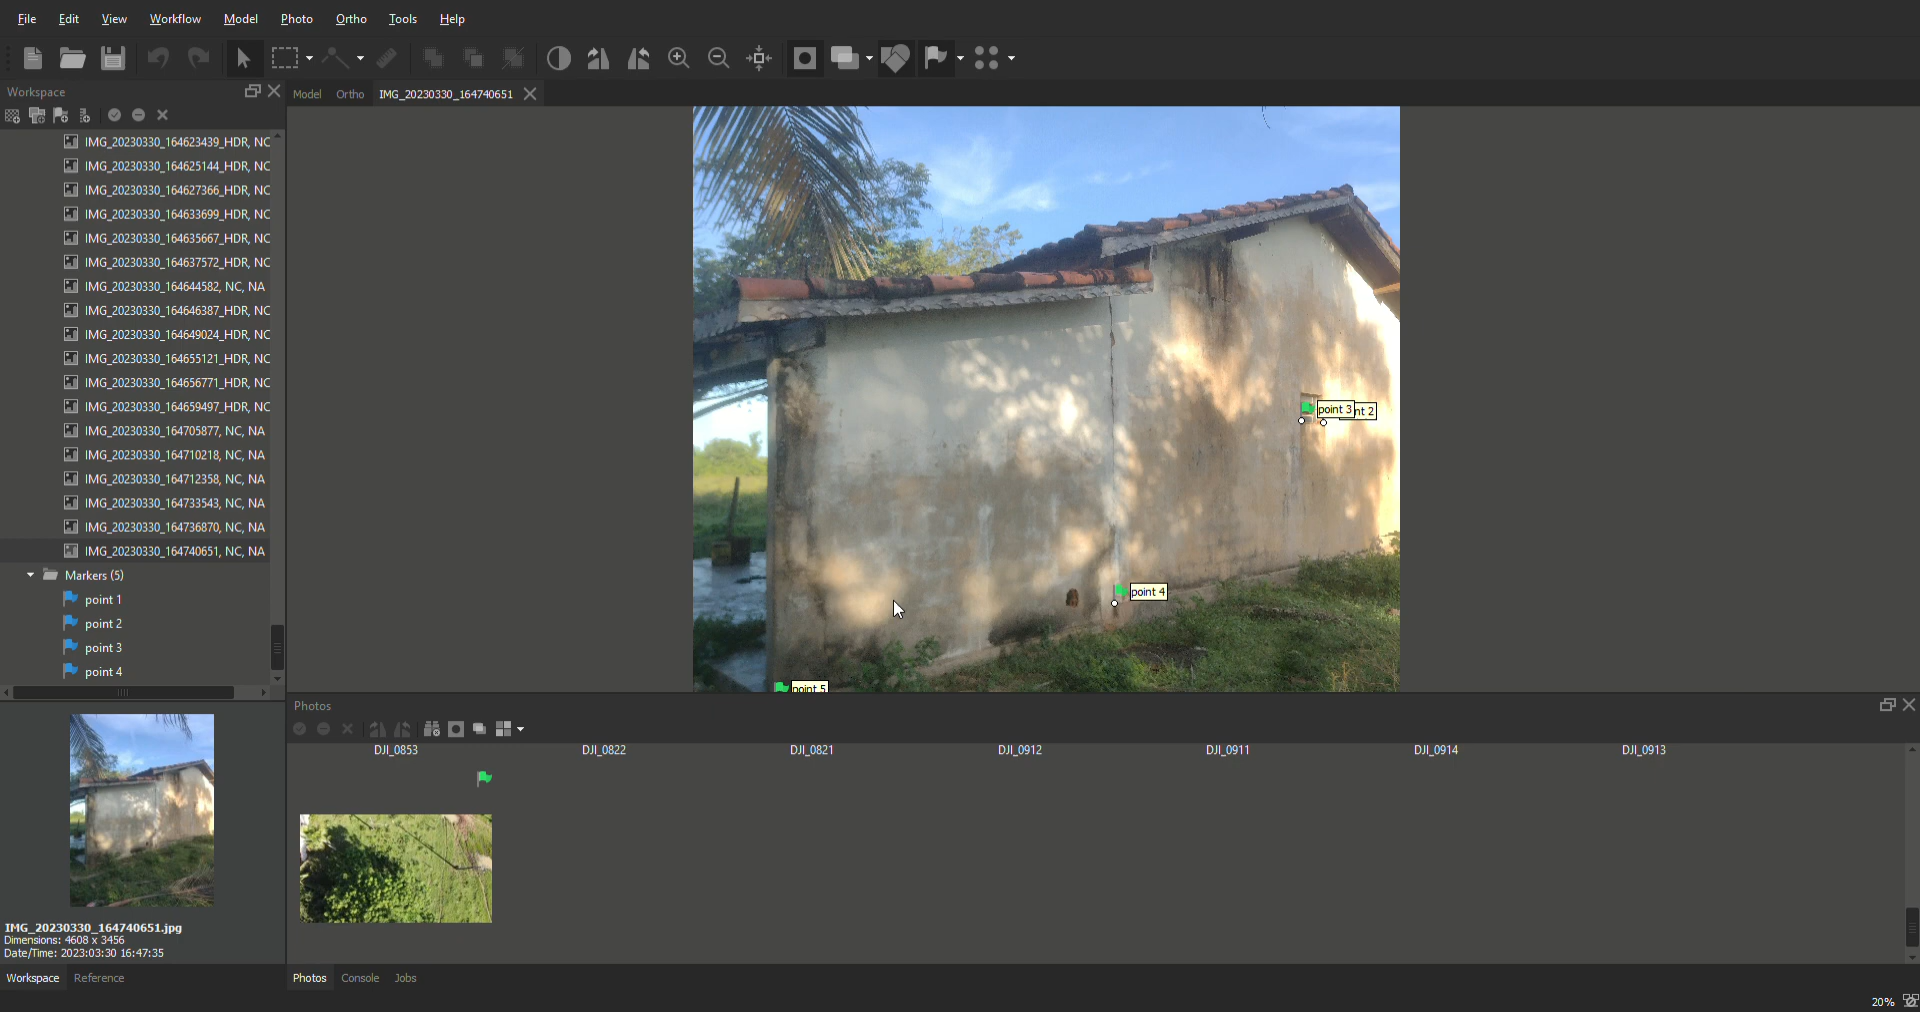 File Edit View Workflow Model Photo Ortho Tools Help
Workspace
Model Ortho IMG_20230330_164740651
IMG_20230330_164623439_HDR, NC
IMG_20230330_164625144_HDR, NC
IMG_20230330_164627366_HDR, NC
IMG_20230330_164633699_HDR, NC
IMG_20230330_164635667_HDR, NC
IMG_20230330_164637572_HDR, NC
IMG_20230330_164644582, NC, NA
IMG_20230330_164646387_HDR, NC
IMG_20230330_164649024_HDR, NC
IMG_20230330_164655121_HDR, NC
IMG_20230330_164656771_HDR, NC
IMG_20230330_164659497_HDR, NC
IMG_20230330_164705877, NC, NA
IMG_20230330_164710218, NC, NA
IMG_20230330_164712358, NC, NA
IMG_20230330_164733543, NC, NA
IMG_20230330_164736870, NC, NA
IMG_20230330_164740651, NC, NA
Markers (5)
point 1
point 2
point 3
point 4
point 3 nt 2
point 4
point 5
Photos
DJI_0853 DJI_0822 DJI_0821 DJI_0912 DJI_0911 DJI_0914 DJI_0913
IMG_20230330_164740651.jpg
Dimensions: 4608 x 3456
Date/Time: 2023:03:30 16:47:35
Workspace Reference
Photos Console Jobs
20%